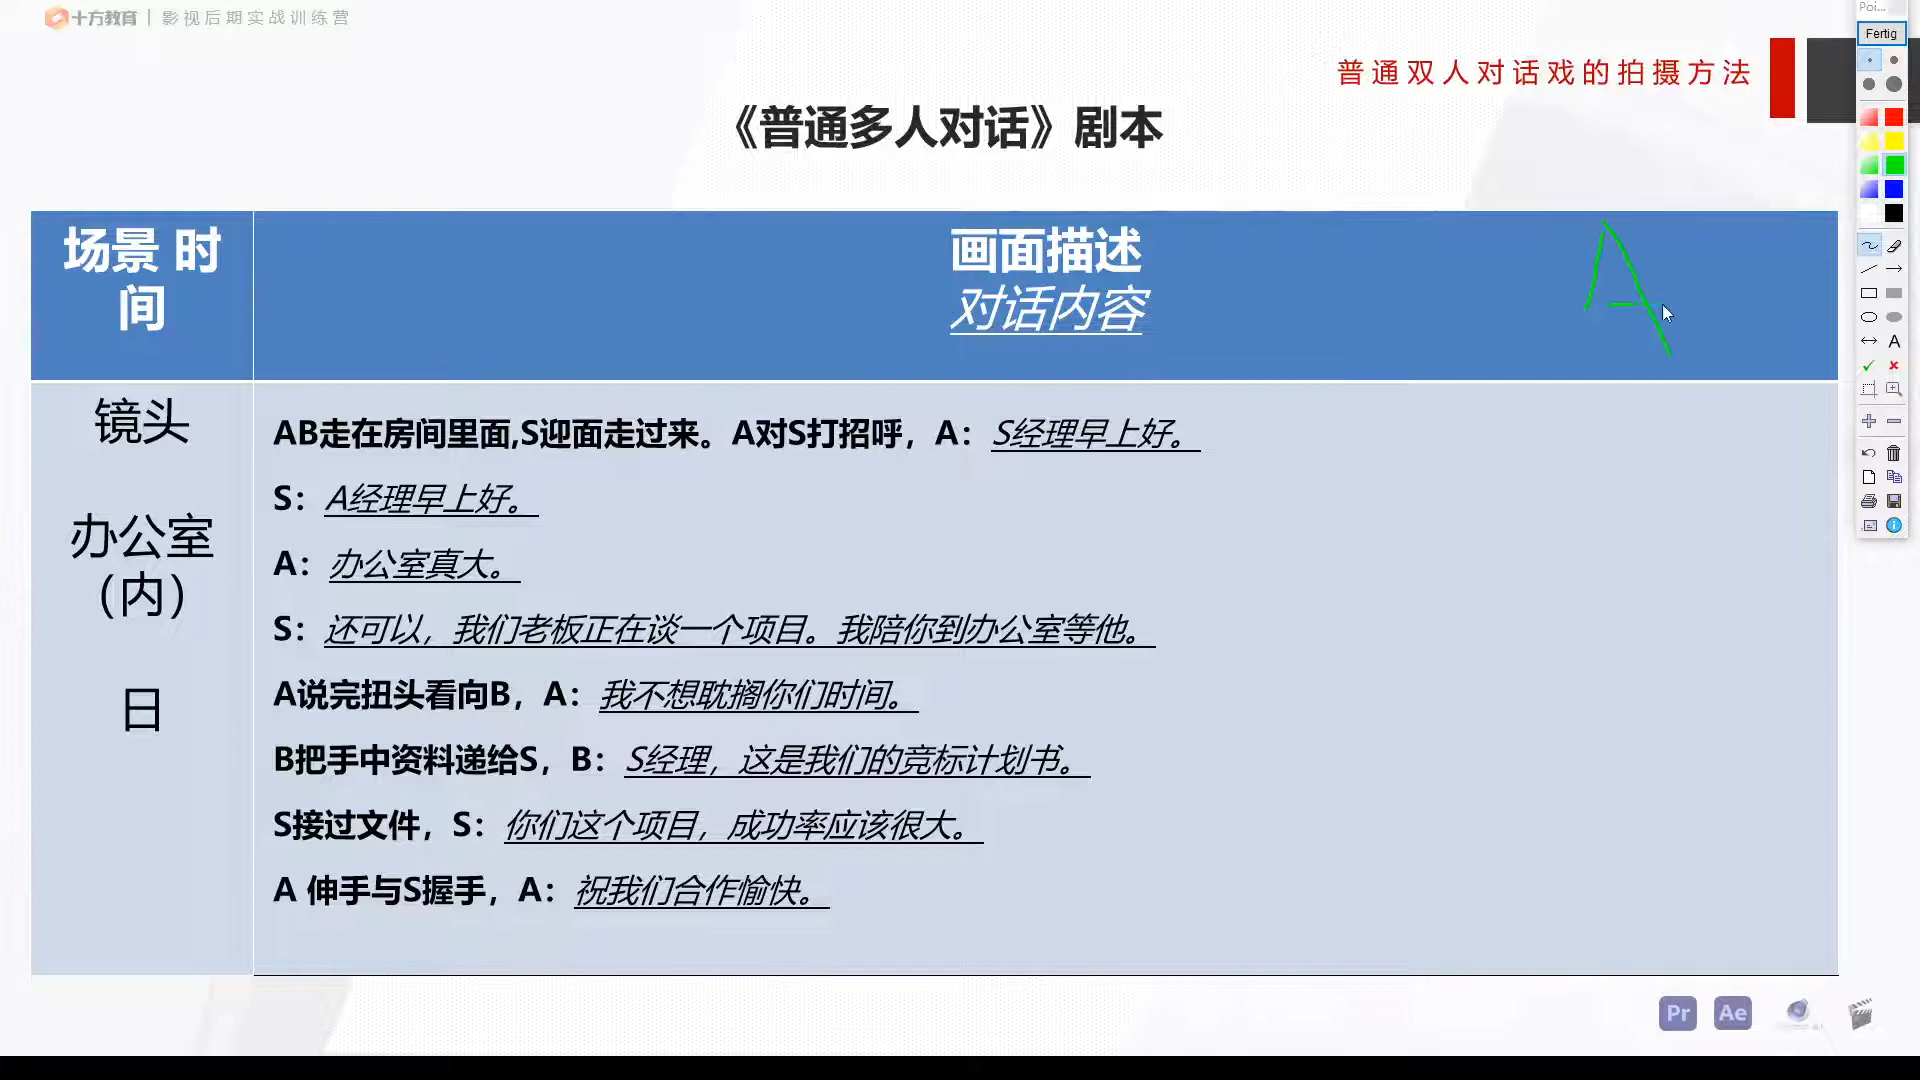 十方教育 | 影视后期实战训练营
Poi...
Fertig
普通双人对话戏的拍摄方法
《普通多人对话》剧本
场景 时
间
画面描述
对话内容
A
镜头
办公室
（内）
日
AB走在房间里面,S迎面走过来。A对S打招呼，A：S经理早上好。
S：A经理早上好。
A：办公室真大。
S：还可以，我们老板正在谈一个项目。我陪你到办公室等他。
A说完扭头看向B，A：我不想耽搁你们时间。
B把手中资料递给S，B：S经理，这是我们的竞标计划书。
S接过文件，S：你们这个项目，成功率应该很大。
A 伸手与S握手，A：祝我们合作愉快。
Pr
Ae